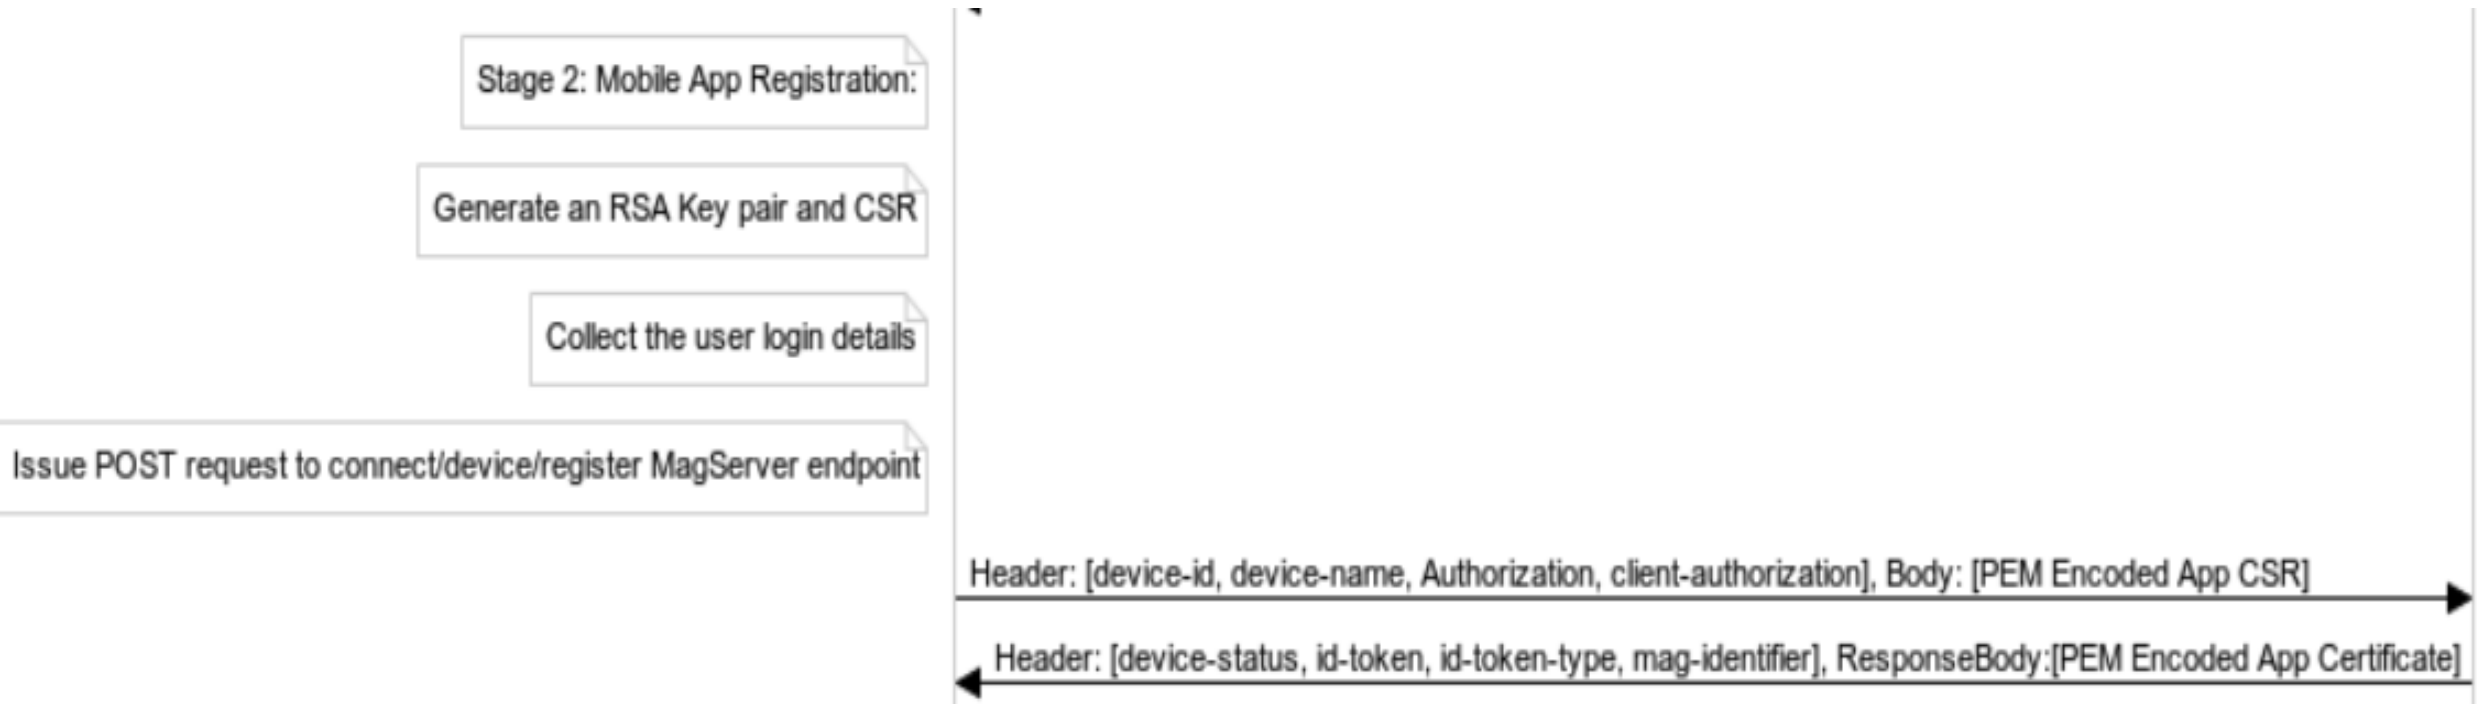 Stage 2: Mobile App Registration:
Generate an RSA Key pair and CSR
Collect the user login details
Issue POST request to connect/device/register MagServer endpoint
Header: [device-id, device-name, Authorization, client-authorization], Body: [PEM Encoded App CSR]
Header: [device-status, id-token, id-token-type, mag-identifier], ResponseBody:[PEM Encoded App Certificate]